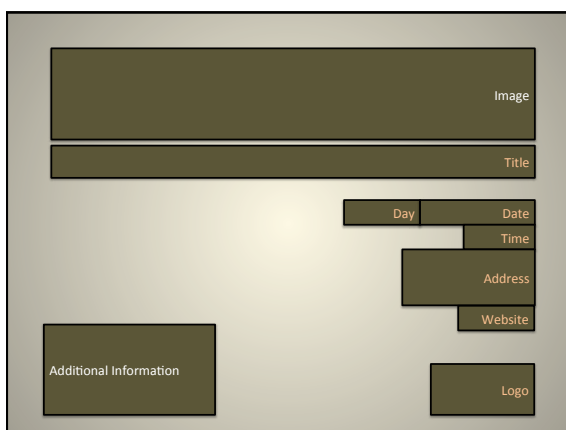 Image
Title
Day Date
Time
Address
Website
Additional Information
Logo